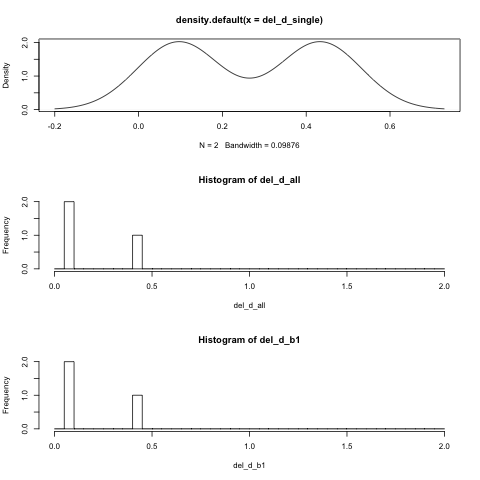 density.default(x = del_d_single)
Density
0.0 1.0 2.0
-0.2 0.0 0.2 0.4 0.6
N = 2 Bandwidth = 0.09876
Histogram of del_d_all
Frequency
0.0 1.0 2.0
0.0 0.5 1.0 1.5 2.0
del_d_all
Histogram of del_d_b1
Frequency
0.0 1.0 2.0
0.0 0.5 1.0 1.5 2.0
del_d_b1